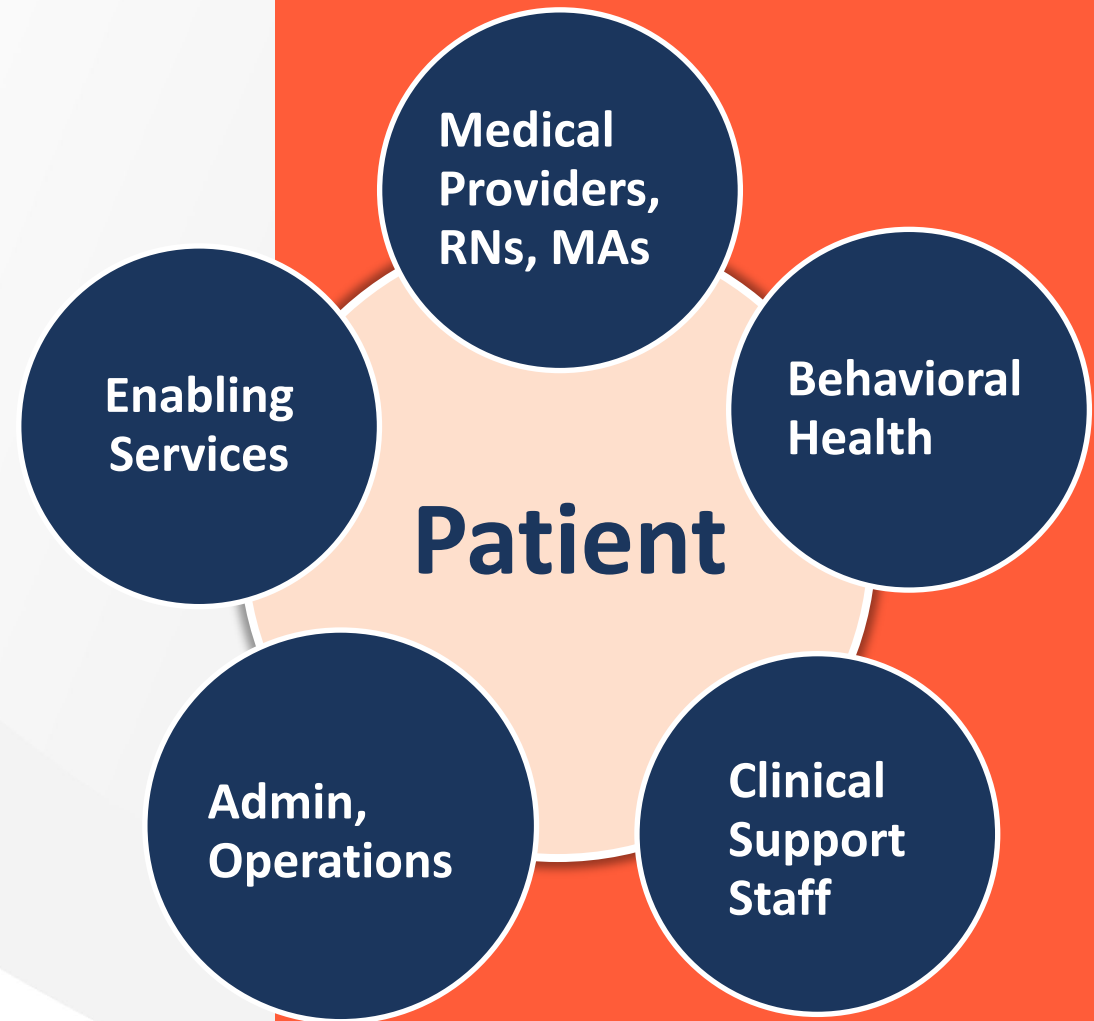 Medical
Providers,
RNs, MAs
Behavioral
Health
Enabling
Services
Patient
Admin,
Operations
Clinical
Support
Staff